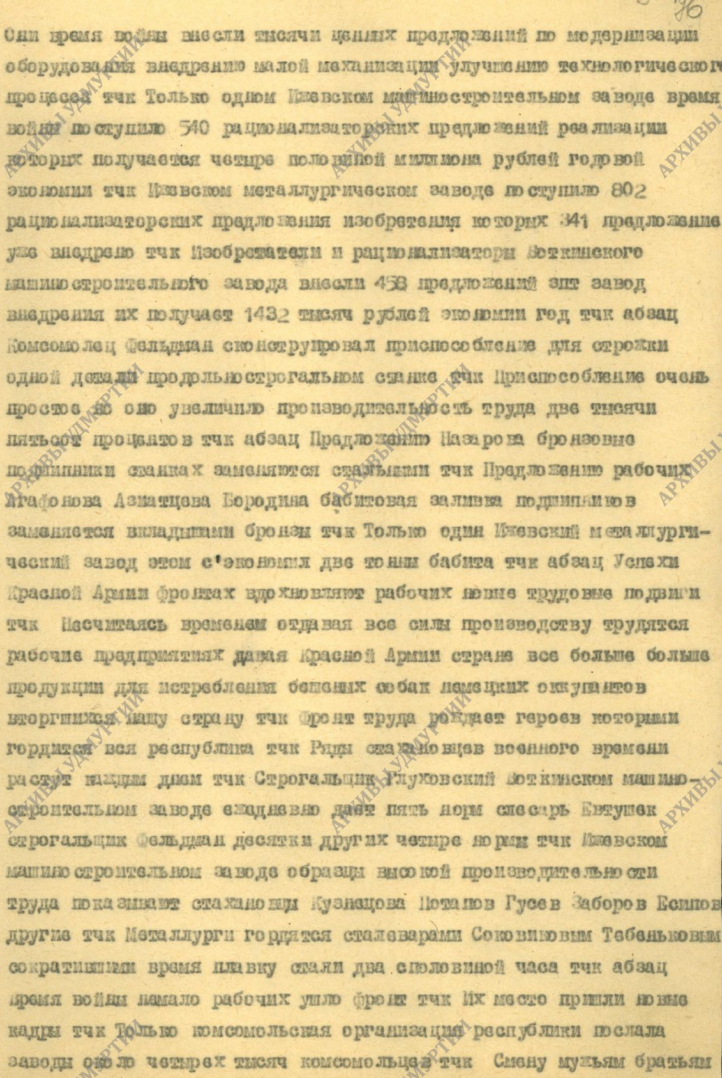 76
Они время войны внесли тысячи ценных предложений по модернизации
оборудования внедрению малой механизации улучшению технологическог
процесса тчк Только одном Ижевском машиностроительном заводе время
войны поступило 540 рационализаторских предложений реализации
которых получается четыре половиной миллиона рублей годовой
экономии тчк Ижевском металлургическом заводе поступило 802
рационализаторских предложения изобретения которых 341 предложение
уже внедрено тчк Изобретатели и рационализаторы Воткинского
машиностроительного завода внесли 458 предложений зпт завод
внедрения их получает 1432 тысяч рублей экономии год тчк абзац
Комсомолец Фельдман сконструировал приспособление для строжки
одной детали продольнострогальном станке тчк Приспособление очень
простое но оно увеличило производительность труда две тысячи
пятьсот процентов тчк абзац Предложению Назарова бронзовые
подшипники станках заменяются стальными тчк Предложению рабочих
Агафонова Азматцева Бородина бабитовая заливка подшипников
заменяется вкладышами бронзы тчк Только один Ижевский металлурги-
ческий завод этом с'экономил две тонны бабита тчк абзац Успехи
Красной Армии фронтах вдохновляют рабочих новые трудовые подвиги
тчк Несчитаясь временем отдавая все силы производству трудятся
рабочие предприятиях давая Красной Армии стране все больше больше
продукции для истребления бешеных собак немецких оккупантов
вторгшихся нашу страну тчк Фронт труда рождает героев которыми
гордится вся республика тчк Ряды стахановцев военного времени
растут каждым днем тчк Строгальщик Глуховский Воткинском машино-
строительном заводе ежедневно дает пять норм слесарь Евтушек
строгальщик Фельдман десятки других четыре нормы тчк Ижевском
машиностроительном заводе образцы высокой производительности
труда показывают стахановцы Кузнецова Потапов Гусев Заборов Есипов
другие тчк Металлурги гордятся сталеварами Соковиковым Тебеньковым
сократившими время плавку стали два споловиной часа тчк абзац
Время войны немало рабочих ушло фронт тчк Их место пришли новые
кадры тчк Только комсомольская организация республики послала
заводы около четырех тысяч комсомольцев тчк Смену мужьям братьям
АРХИВЫ УДМУРТИИ